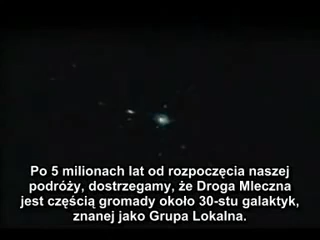 Po 5 milionach lat od rozpoczęcia naszej
podróży, dostrzegamy, że Droga Mleczna
jest częścią gromady około 30-stu galaktyk,
znanej jako Grupa Lokalna.